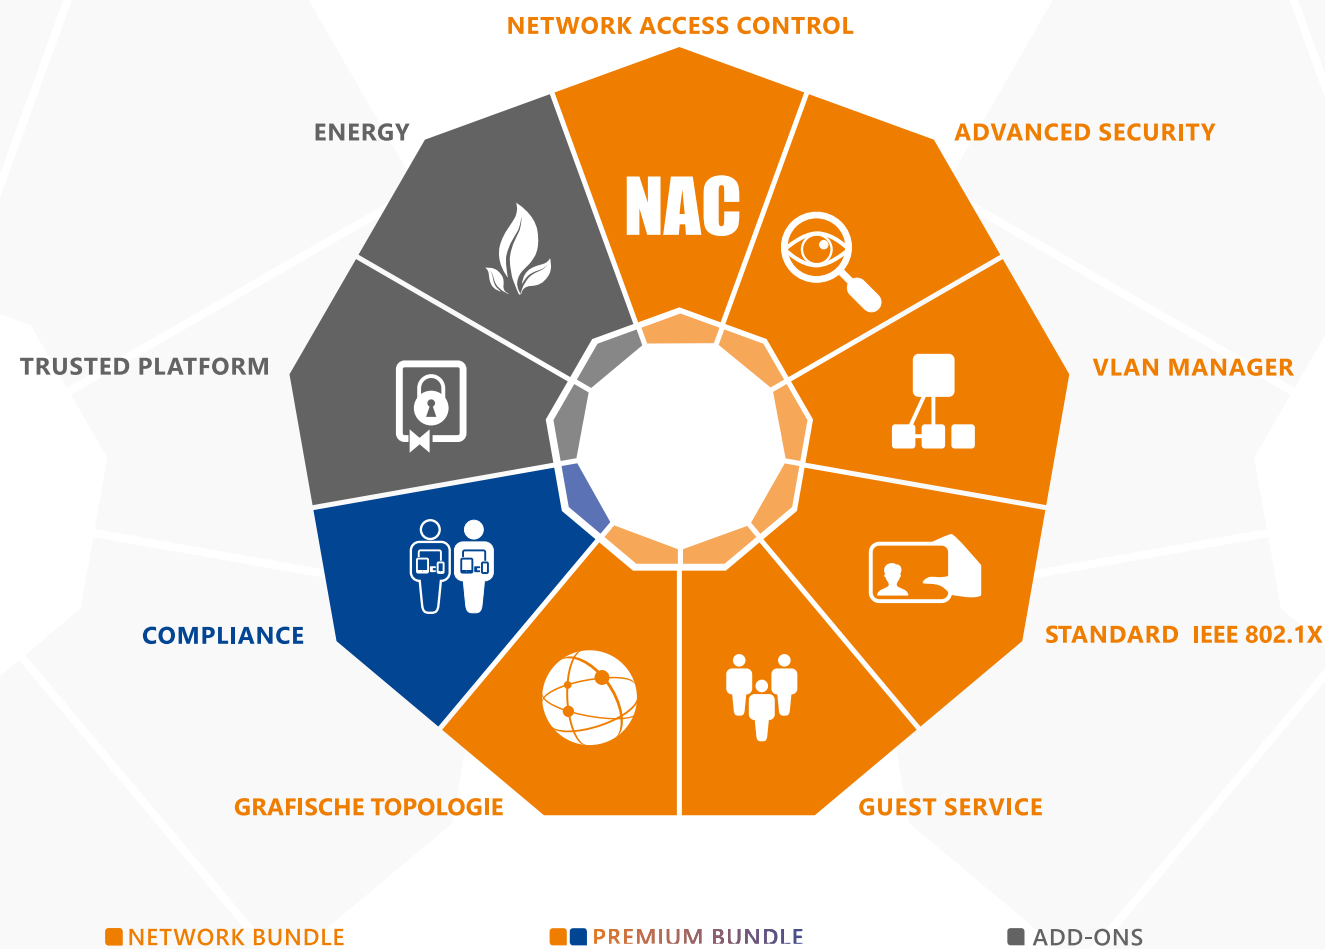 NETWORK ACCESS CONTROL
ENERGY
ADVANCED SECURITY
NAC
TRUSTED PLATFORM
VLAN MANAGER
COMPLIANCE
STANDARD IEEE 802.1X
GRAFISCHE TOPOLOGIE
GUEST SERVICE
NETWORK BUNDLE
PREMIUM BUNDLE
ADD-ONS